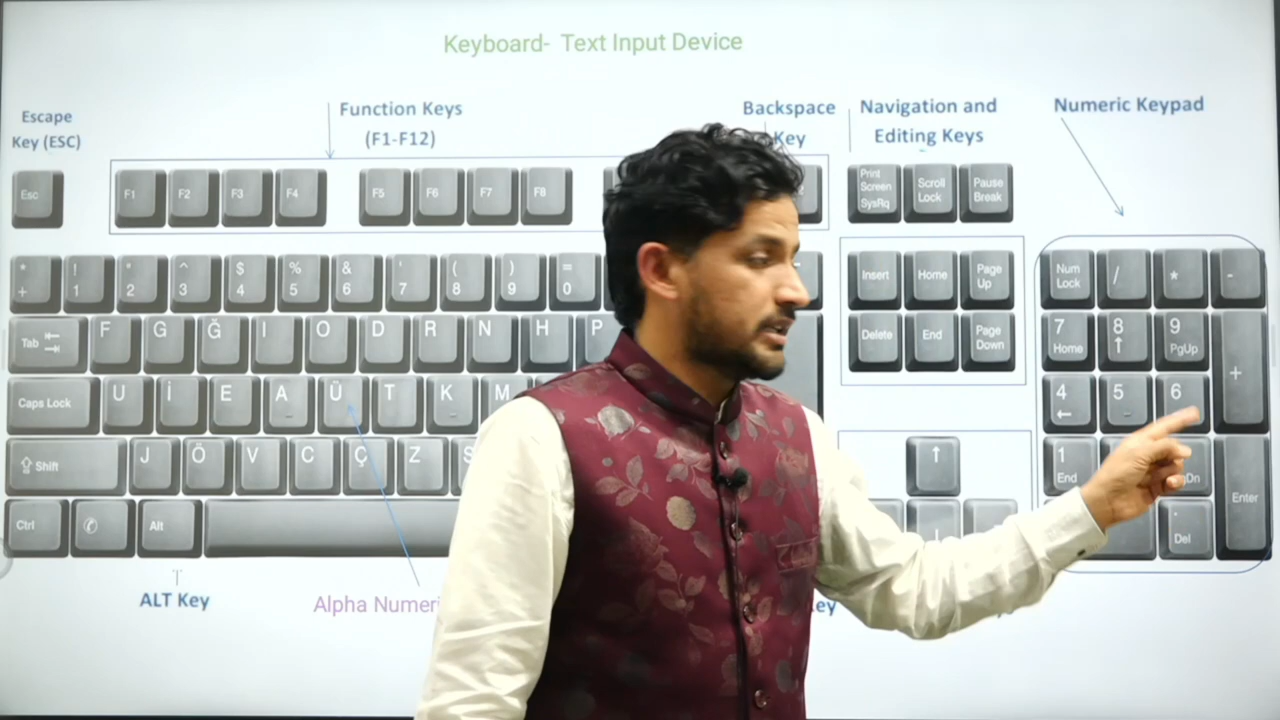 Keyboard- Text Input Device
Escape
Key (ESC)
Function Keys
(F1-F12)
Backspace
Key
Navigation and
Editing Keys
Numeric Keypad
Esc F1 F2 F3 F4 F5 F6 F7 F8
Print
Screen
SysRq
Scroll
Lock
Pause
Break
* ! " ^ $ % & ' ( ) =
+ 1 2 3 4 5 6 7 8 9 0
Insert Home Page
Up
Num
Lock
/ * -
Tab F G Ğ I O D R N H P
Delete End Page
Down
7
Home
8
↑
9
PgUp
+
Caps Lock U İ E A Ü T K M
4
←
5
6
Shift J Ö V C Ç Z S
↑
1
End
gDn
Enter
Ctrl Alt
.
Del
ALT Key
Alpha Numeri
ey